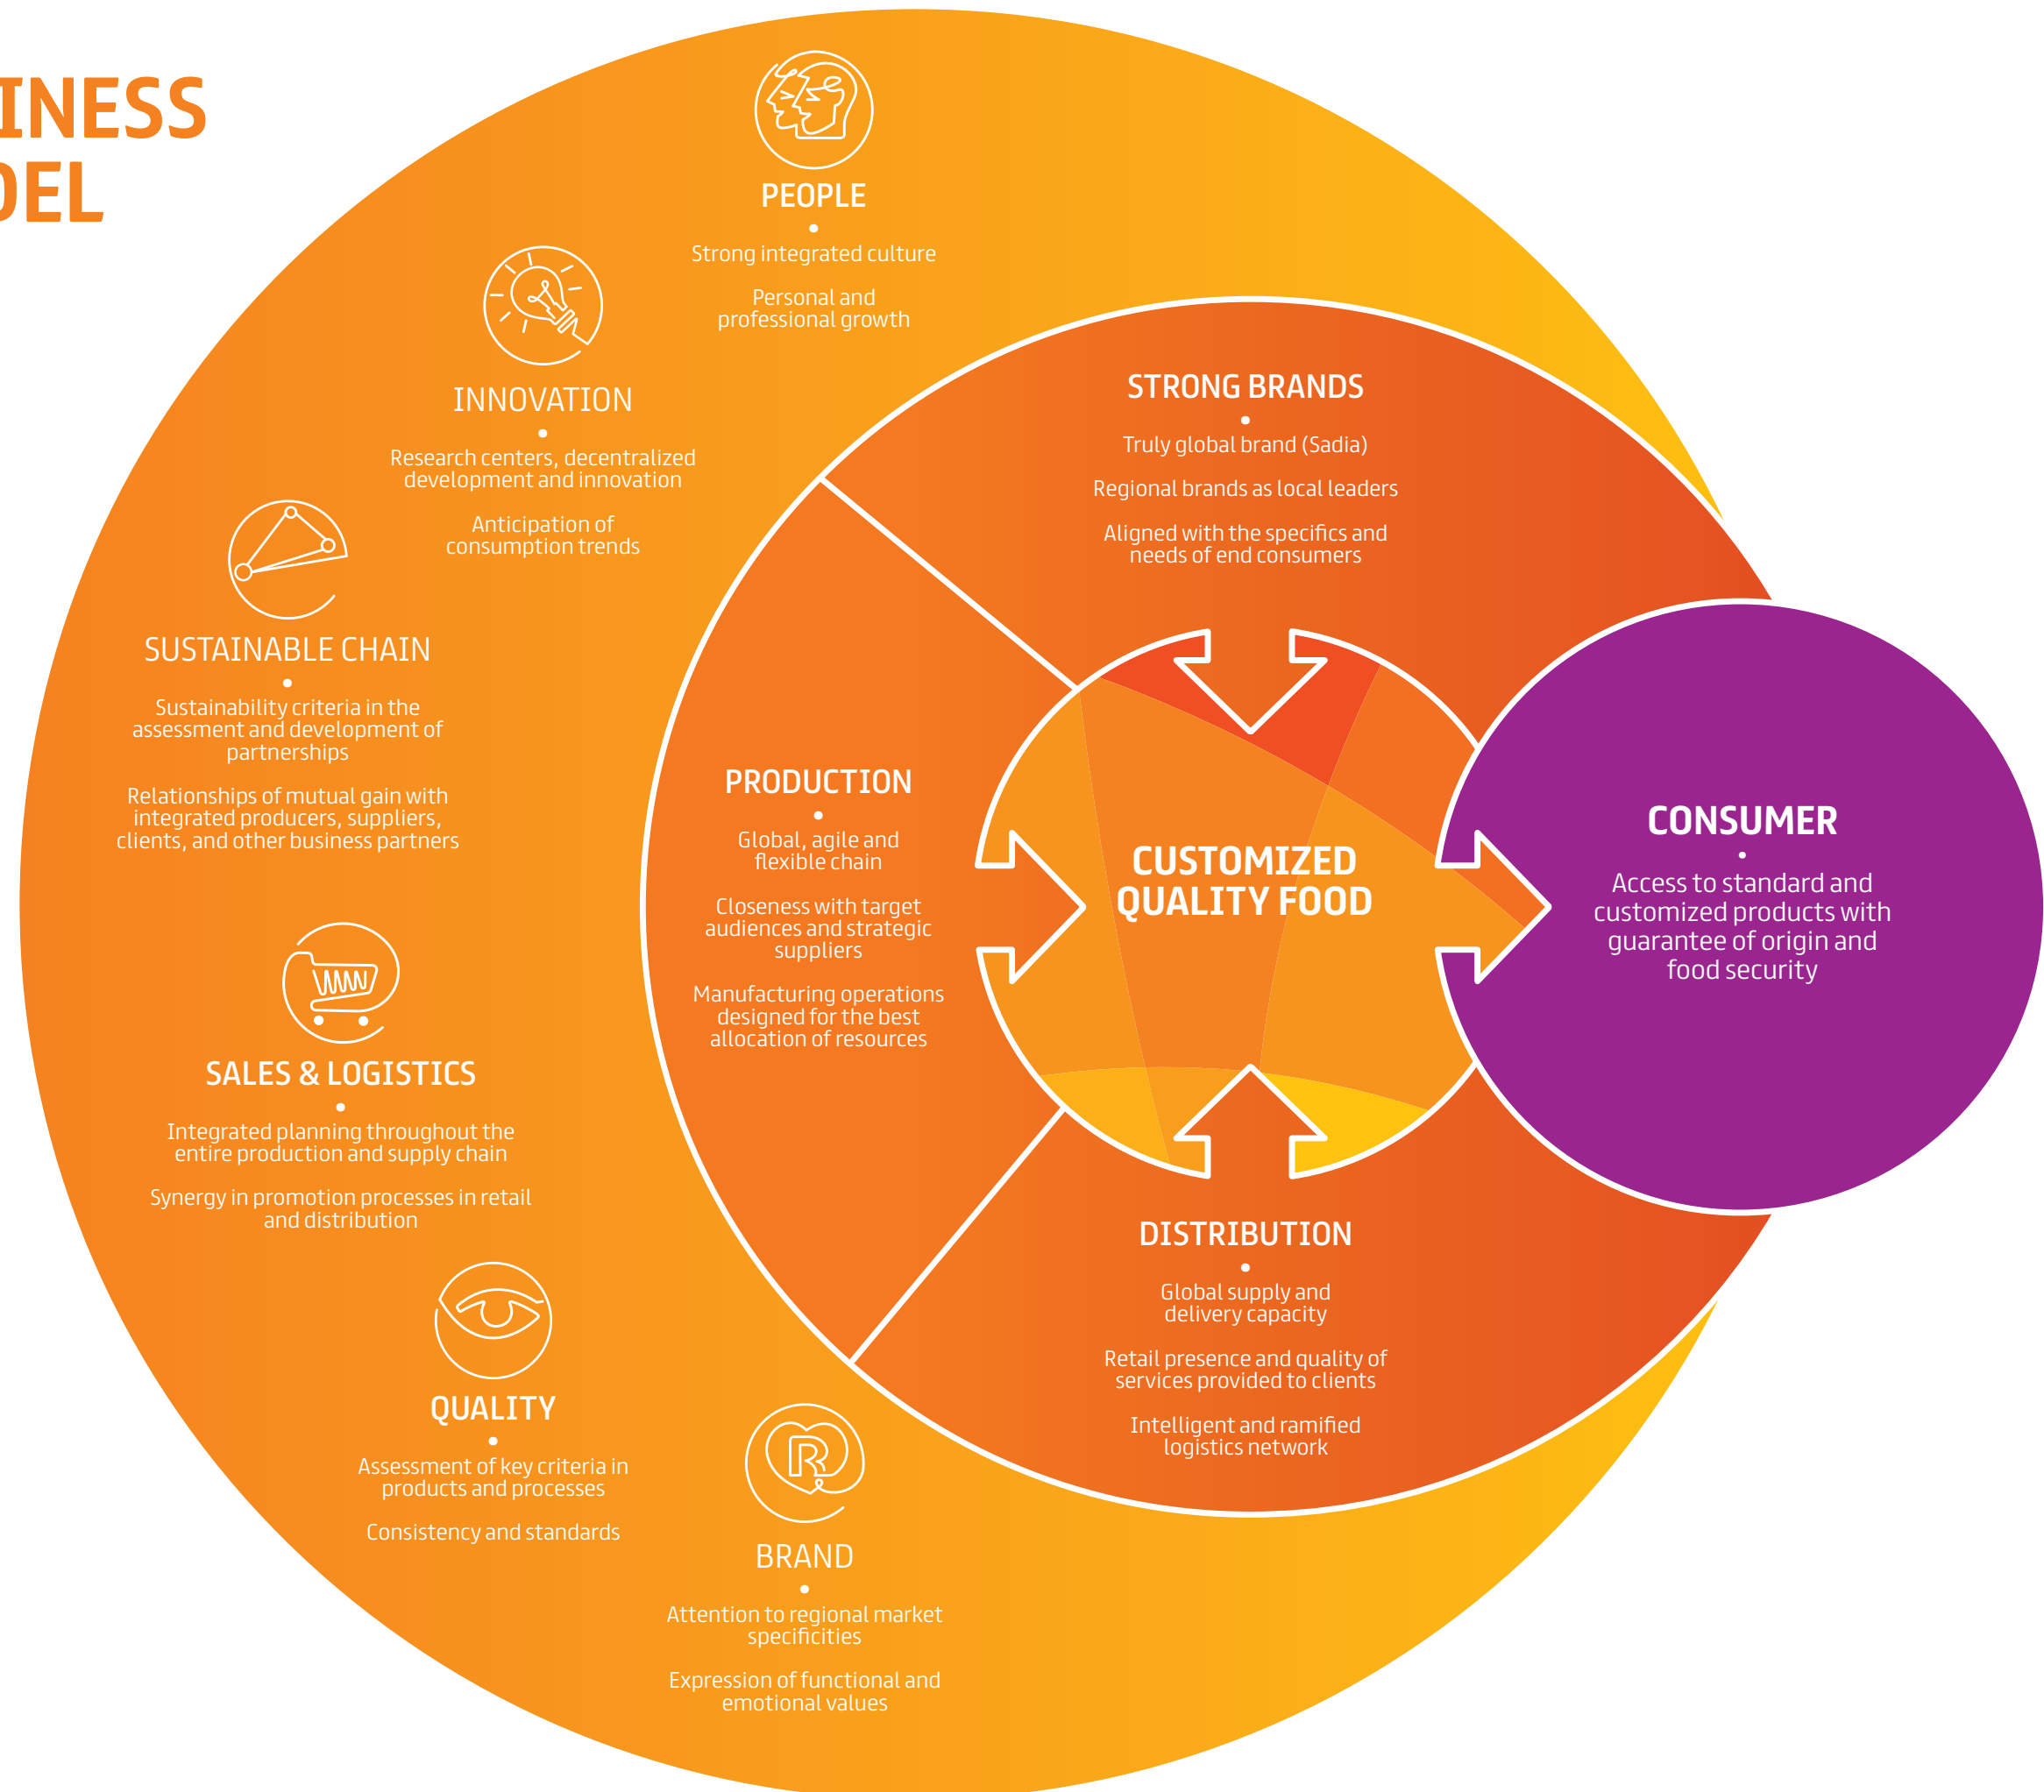 INESS
DEL
PEOPLE
Strong integrated culture
Personal and
professional growth
INNOVATION
Research centers, decentralized
development and innovation
Anticipation of
consumption trends
SUSTAINABLE CHAIN
Sustainability criteria in the
assessment and development of
partnerships
Relationships of mutual gain with
integrated producers, suppliers,
clients, and other business partners
SALES & LOGISTICS
Integrated planning throughout the
entire production and supply chain
Synergy in promotion processes in retail
and distribution
QUALITY
Assessment of key criteria in
products and processes
Consistency and standards
R
BRAND
Attention to regional market
specificities
Expression of functional and
emotional values
STRONG BRANDS
Truly global brand (Sadia)
Regional brands as local leaders
Aligned with the specifics and
needs of end consumers
PRODUCTION
Global, agile and
flexible chain
Closeness with target
audiences and strategic
suppliers
Manufacturing operations
designed for the best
allocation of resources
CUSTOMIZED
QUALITY FOOD
DISTRIBUTION
Global supply and
delivery capacity
Retail presence and quality of
services provided to clients
Intelligent and ramified
logistics network
CONSUMER
Access to standard and
customized products with
guarantee of origin and
food security